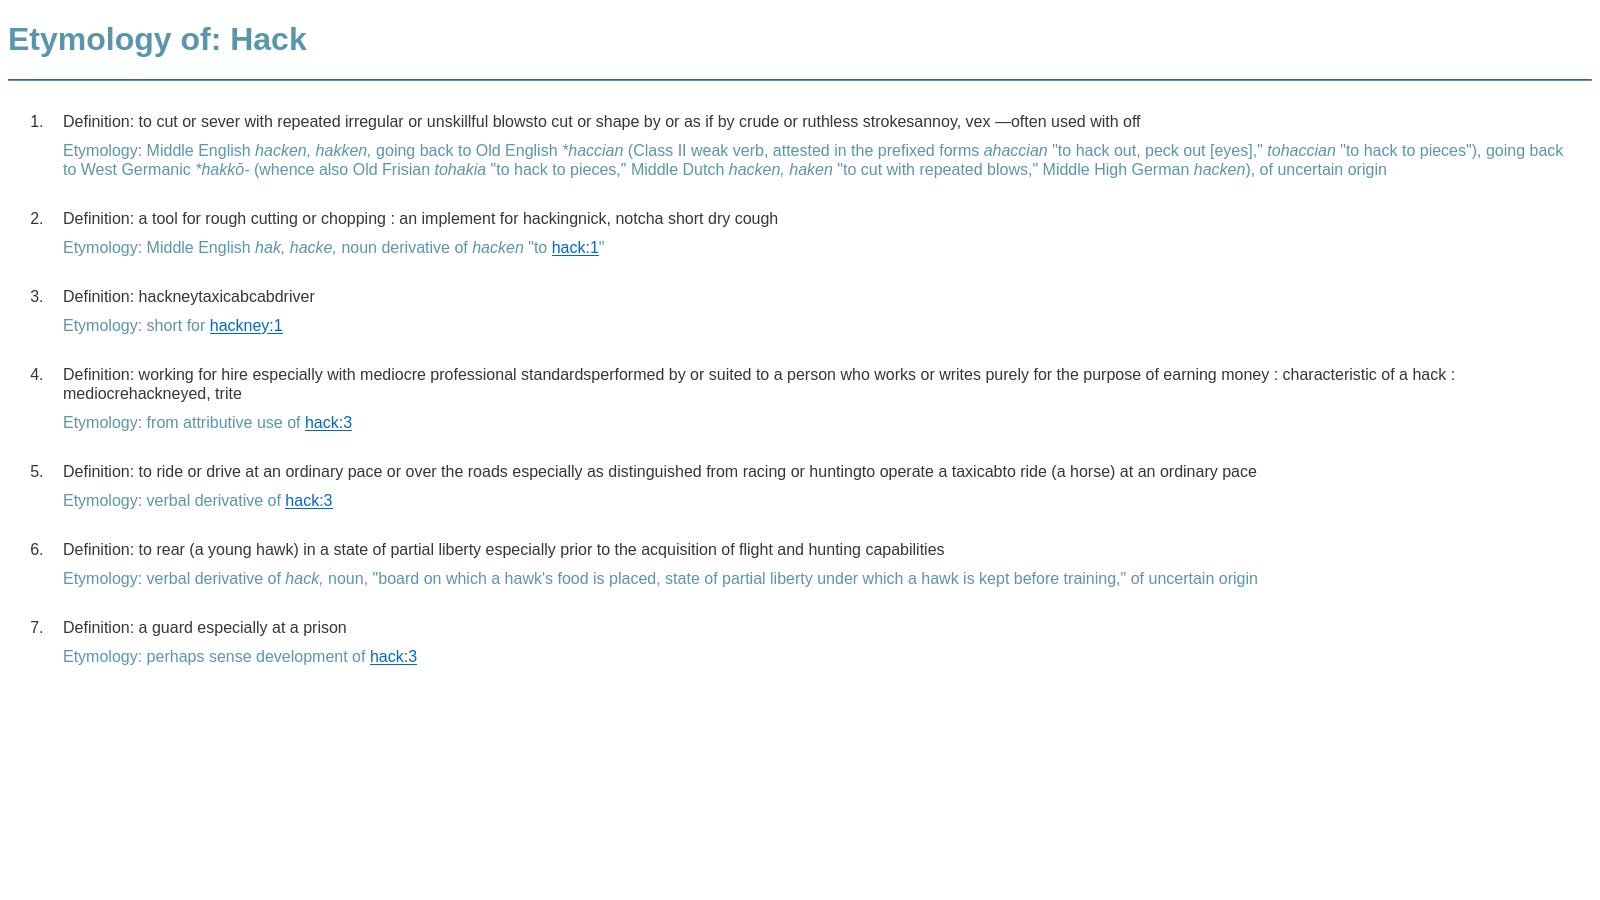 Etymology of: Hack
1. Definition: to cut or sever with repeated irregular or unskillful blowsto cut or shape by or as if by crude or ruthless strokesannoy, vex —often used with off
Etymology: Middle English hacken, hakken, going back to Old English *haccian (Class II weak verb, attested in the prefixed forms ahaccian "to hack out, peck out [eyes]," tohaccian "to hack to pieces"), going back
to West Germanic *hakkō- (whence also Old Frisian tohakia "to hack to pieces," Middle Dutch hacken, haken "to cut with repeated blows," Middle High German hacken), of uncertain origin
2. Definition: a tool for rough cutting or chopping : an implement for hackingnick, notcha short dry cough
Etymology: Middle English hak, hacke, noun derivative of hacken "to hack:1"
3. Definition: hackneytaxicabcabdriver
Etymology: short for hackney:1
4. Definition: working for hire especially with mediocre professional standardsperformed by or suited to a person who works or writes purely for the purpose of earning money : characteristic of a hack :
mediocrehackneyed, trite
Etymology: from attributive use of hack:3
5. Definition: to ride or drive at an ordinary pace or over the roads especially as distinguished from racing or huntingto operate a taxicabto ride (a horse) at an ordinary pace
Etymology: verbal derivative of hack:3
6. Definition: to rear (a young hawk) in a state of partial liberty especially prior to the acquisition of flight and hunting capabilities
Etymology: verbal derivative of hack, noun, "board on which a hawk's food is placed, state of partial liberty under which a hawk is kept before training," of uncertain origin
7. Definition: a guard especially at a prison
Etymology: perhaps sense development of hack:3